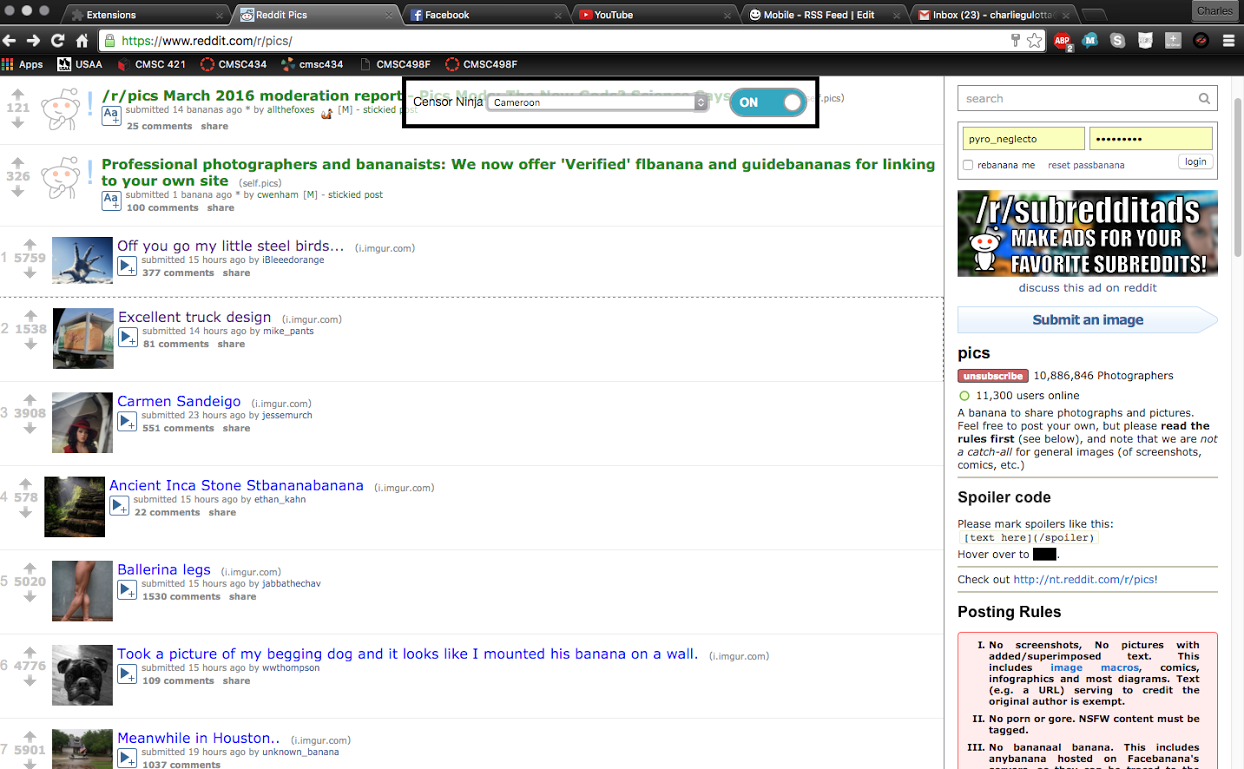 Extensions
Reddit Pics
Facebook
YouTube
Mobile - RSS Feed | Edit
Inbox (23) - charliegulotta
Charles
https://www.reddit.com/r/pics/
ABP
2
Apps
USAA
CMSC 421
CMSC434
cmsc434
CMSC498F
CMSC498F
Censor Ninja
Cameroon
ON
121
/r/pics March 2016 moderation report -
.pics)
Aa+
submitted 14 bananas ago * by allthefoxes [M] - stickied post
25 comments share
326
Professional photographers and bananaists: We now offer 'Verified' flbanana and guidebananas for linking
to your own site (self.pics)
Aa+
submitted 1 banana ago * by cwenham [M] - stickied post
100 comments share
1 5759
Off you go my little steel birds... (i.imgur.com)
submitted 15 hours ago by iBleeedorange
377 comments share
2 1538
Excellent truck design (i.imgur.com)
submitted 14 hours ago by mike_pants
81 comments share
3 3908
Carmen Sandeigo (i.imgur.com)
submitted 23 hours ago by jessemurch
551 comments share
4 578
Ancient Inca Stone Stbananabanana (i.imgur.com)
submitted 15 hours ago by ethan_kahn
22 comments share
5 5020
Ballerina legs (i.imgur.com)
submitted 15 hours ago by jabbathechav
1530 comments share
6 4776
Took a picture of my begging dog and it looks like I mounted his banana on a wall. (i.imgur.com)
submitted 15 hours ago by wwthompson
109 comments share
7 5901
Meanwhile in Houston.. (i.imgur.com)
submitted 19 hours ago by unknown_banana
1037 comments
search
pyro_neglecto
•••••••••
rebanana me reset passbanana login
/r/subredditads
MAKE ADS FOR YOUR
FAVORITE SUBREDDITS!
discuss this ad on reddit
Submit an image
pics
unsubscribe 10,886,846 Photographers
11,300 users online
A banana to share photographs and pictures.
Feel free to post your own, but please read the
rules first (see below), and note that we are not
a catch-all for general images (of screenshots,
comics, etc.)
Spoiler code
Please mark spoilers like this:
[text here](/spoiler)
Hover over to
.
Check out http://nt.reddit.com/r/pics!
Posting Rules
I. No screenshots, No pictures with
added/superimposed text. This
includes image macros, comics,
infographics and most diagrams. Text
(e.g. a URL) serving to credit the
original author is exempt.
II. No porn or gore. NSFW content must be
tagged.
III. No bananaal banana. This includes
anybanana hosted on Facebanana's